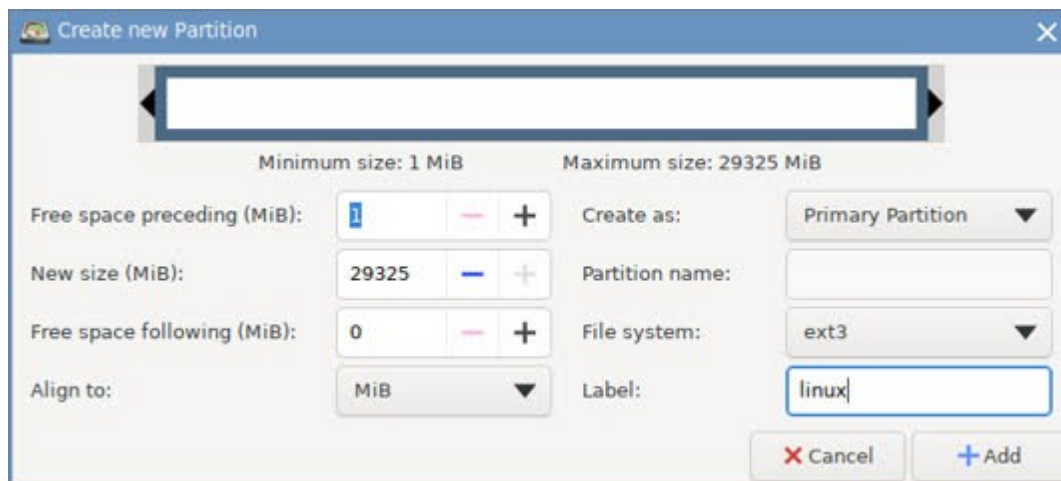 Create new Partition
Minimum size: 1 MiB Maximum size: 29325 MiB
Free space preceding (MiB): 1 Create as: Primary Partition
New size (MiB): 29325 Partition name:
Free space following (MiB): 0 File system: ext3
Align to: MiB Label: linux
Cancel Add